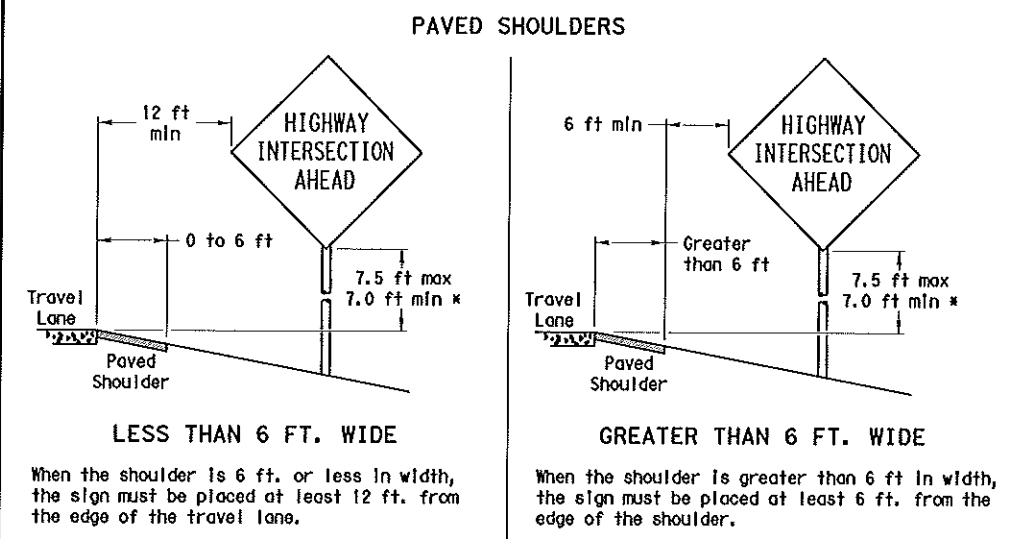 PAVED SHOULDERS
12 ft
min
HIGHWAY
INTERSECTION
AHEAD
0 to 6 ft
7.5 ft max
7.0 ft min *
Travel
Lane
Paved
Shoulder
LESS THAN 6 FT. WIDE
When the shoulder is 6 ft. or less in width,
the sign must be placed at least 12 ft. from
the edge of the travel lane.
6 ft min
HIGHWAY
INTERSECTION
AHEAD
Greater
than 6 ft
7.5 ft max
7.0 ft min *
Travel
Lane
Paved
Shoulder
GREATER THAN 6 FT. WIDE
When the shoulder is greater than 6 ft in width,
the sign must be placed at least 6 ft. from the
edge of the shoulder.